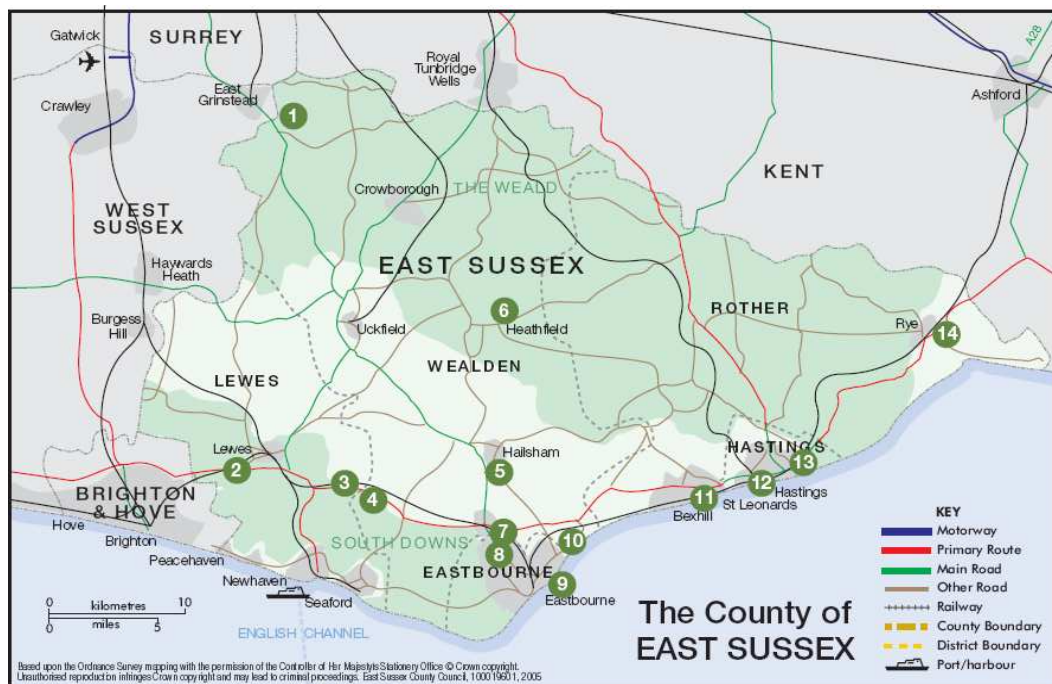 Gatwick
SURREY
Crawley
East
Grinstead
1
Royal
Tunbridge
Wells
A28
Ashford
KENT
WEST
SUSSEX
Crowborough
THE WEALD
Haywards
Heath
EAST SUSSEX
ROTHER
Burgess
Hill
Uckfield
6
Heathfield
Rye
14
WEALDEN
LEWES
Lewes
2
3
4
Hailsham
5
HASTINGS
13
12
Hastings
St Leonards
11
Bexhill
BRIGHTON
& HOVE
Hove
Brighton
Peacehaven
Newhaven
Seaford
SOUTH DOWNS
7
8
10
EASTBOURNE
9
Eastbourne
0 kilometres 10
0 miles 5
ENGLISH CHANNEL
The County of
EAST SUSSEX
KEY
Motorway
Primary Route
Main Road
Other Road
Railway
County Boundary
District Boundary
Port/harbour
Based upon the Ordnance Survey mapping with the permission of the Controller of Her Majestyis Stationery Office © Crown copyright.
Unauthorised reproduction infringes Crown copyright and may lead to criminal proceedings. East Sussex County Council, 100019601, 2005